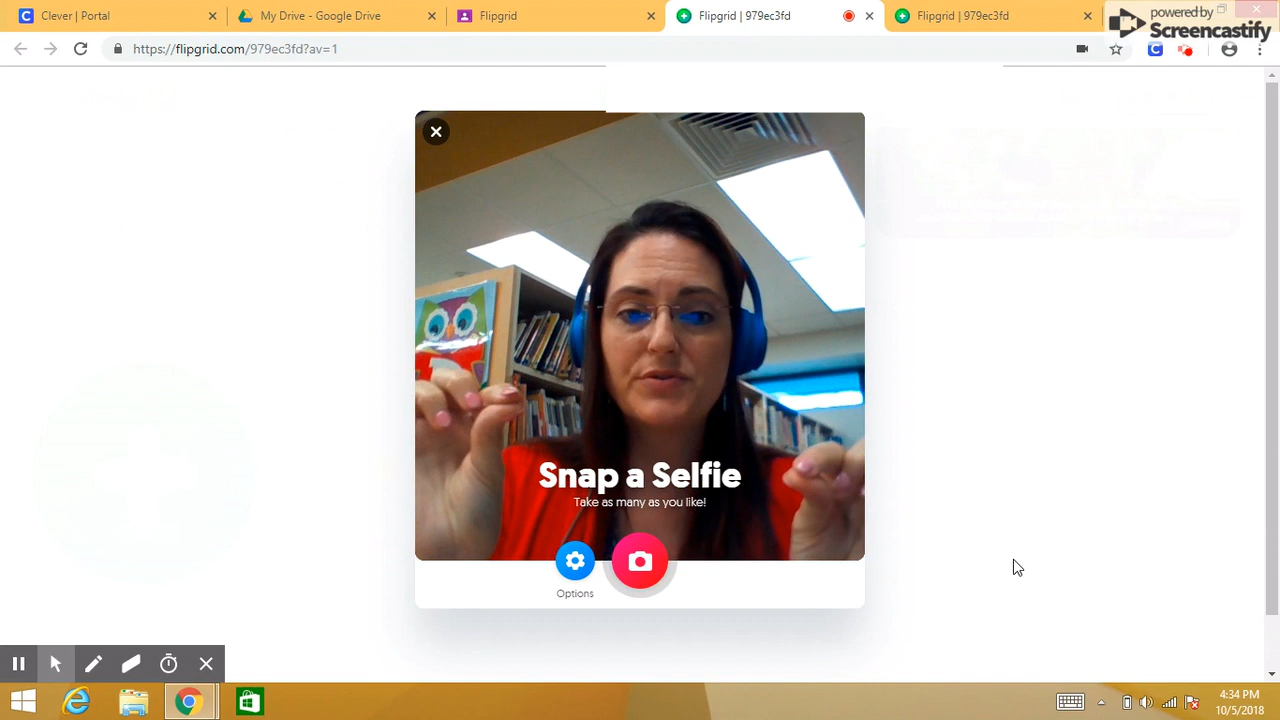 Clever | Portal
My Drive - Google Drive
Flipgrid
Flipgrid | 979ec3fd
Flipgrid | 979ec3fd
powered by
Screencastify
https://flipgrid.com/979ec3fd?av=1
Snap a Selfie
Take as many as you like!
Options
4:34 PM
10/5/2018